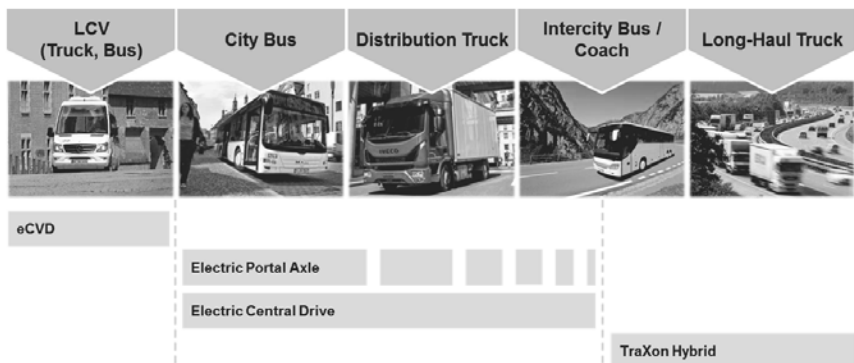 LCV
(Truck, Bus)
City Bus
Distribution Truck
Intercity Bus /
Coach
Long-Haul Truck
IVECO
eCVD
Electric Portal Axle
Electric Central Drive
TraXon Hybrid